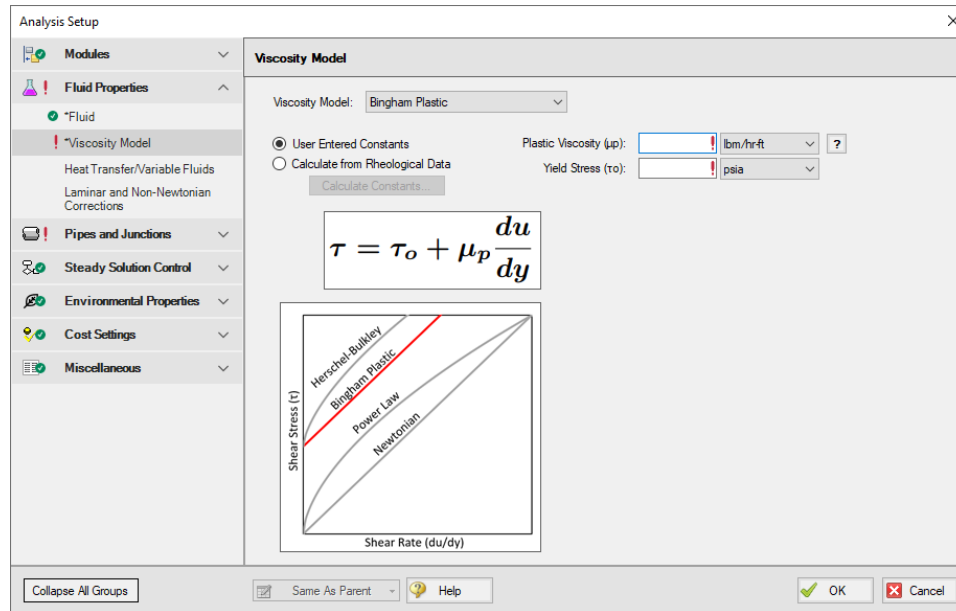 Analysis Setup
Modules
Fluid Properties
*Fluid
*Viscosity Model
Heat Transfer/Variable Fluids
Laminar and Non-Newtonian
Corrections
Pipes and Junctions
Steady Solution Control
Environmental Properties
Cost Settings
Miscellaneous
Collapse All Groups
Viscosity Model
Viscosity Model: Bingham Plastic
User Entered Constants
Calculate from Rheological Data
Calculate Constants...
Plastic Viscosity (μp): ! lbm/hr-ft ?
Yield Stress (τo): ! psia
τ = τₒ + μₚ du/dy
Herschel-Bulkley
Bingham Plastic
Power Law
Newtonian
Shear Stress (τ)
Shear Rate (du/dy)
Same As Parent
Help
OK
Cancel